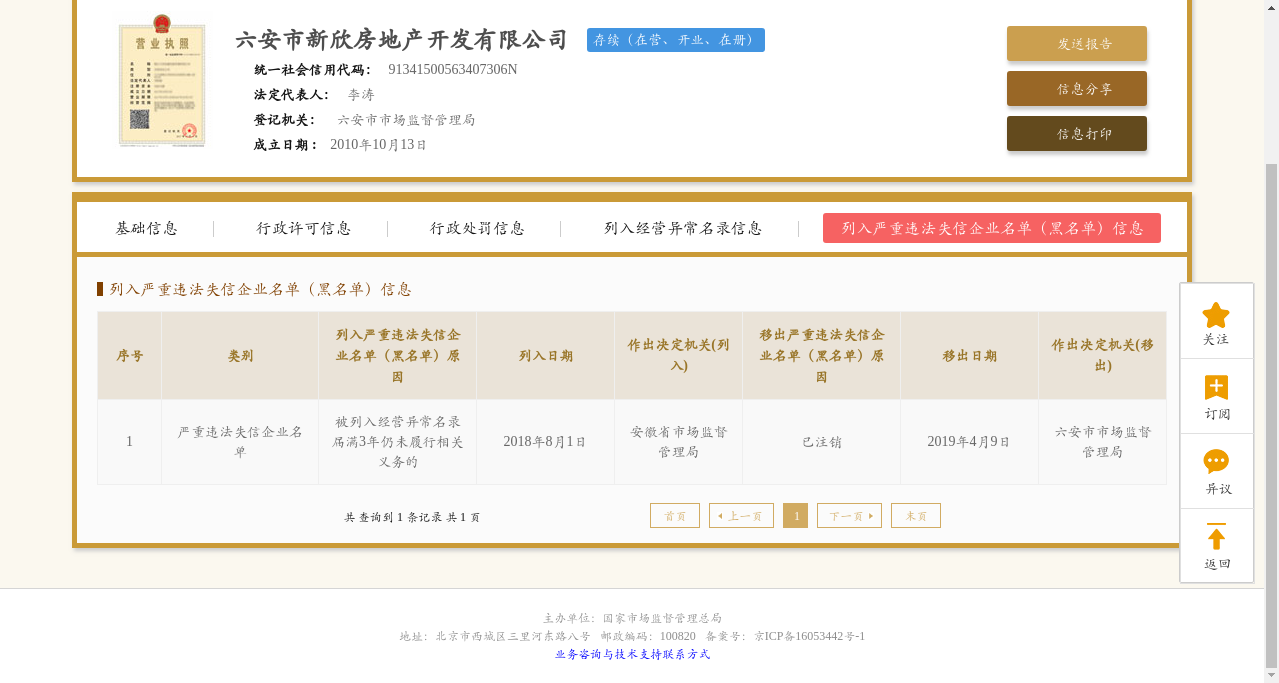 营业执照
六安市新欣房地产开发有限公司
存续（在营、开业、在册）
统一社会信用代码： 91341500563407306N
法定代表人： 李涛
登记机关： 六安市市场监督管理局
成立日期： 2010年10月13日
发送报告
信息分享
信息打印
基础信息
行政许可信息
行政处罚信息
列入经营异常名录信息
列入严重违法失信企业名单（黑名单）信息
列入严重违法失信企业名单（黑名单）信息
序号
类别
列入严重违法失信企
业名单（黑名单）原
因
列入日期
作出决定机关(列
入)
移出严重违法失信企
业名单（黑名单）原
因
移出日期
作出决定机关(移
出)
1
严重违法失信企业名
单
被列入经营异常名录
届满3年仍未履行相关
义务的
2018年8月1日
安徽省市场监督
管理局
已注销
2019年4月9日
六安市市场监督
管理局
共查询到 1 条记录 共 1 页
首页
上一页
1
下一页
末页
关注
订阅
异议
返回
主办单位：国家市场监督管理总局
地址：北京市西城区三里河东路八号 邮政编码：100820 备案号：京ICP备16053442号-1
业务咨询与技术支持联系方式